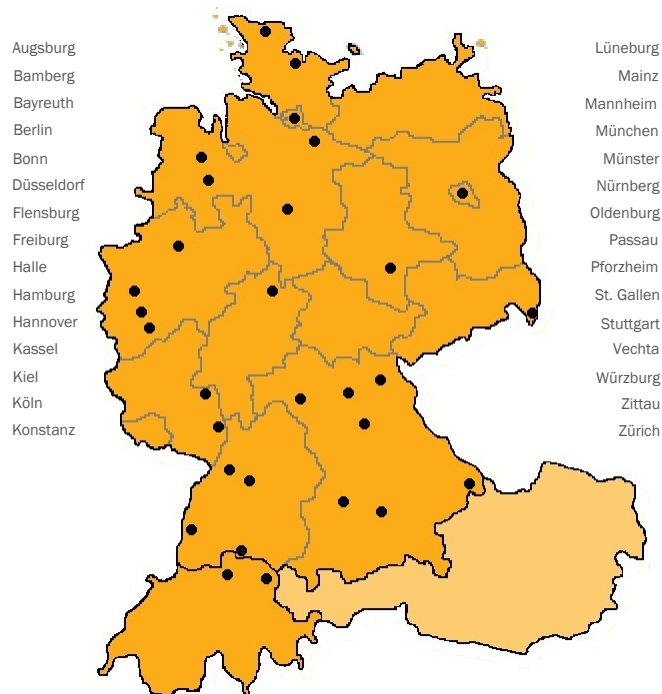 Augsburg
Bamberg
Bayreuth
Berlin
Bonn
Düsseldorf
Flensburg
Freiburg
Halle
Hamburg
Hannover
Kassel
Kiel
Köln
Konstanz
Lüneburg
Mainz
Mannheim
München
Münster
Nürnberg
Oldenburg
Passau
Pforzheim
St. Gallen
Stuttgart
Vechta
Würzburg
Zittau
Zürich